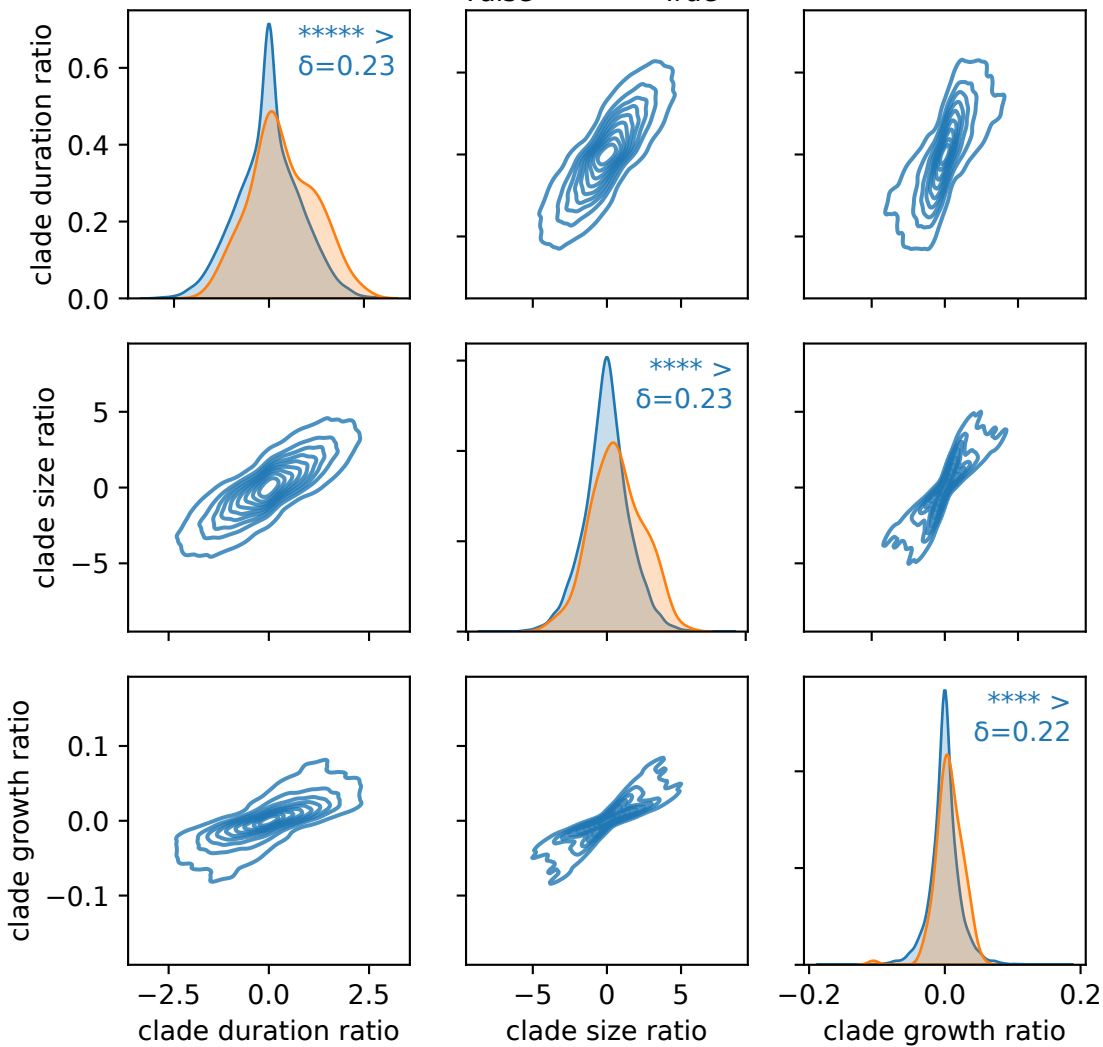 ***** >
δ=0.23
clade duration ratio
0.6
0.4
0.2
0.0
**** >
δ=0.23
clade size ratio
5
0
−5
**** >
δ=0.22
clade growth ratio
0.1
0.0
−0.1
−2.5 0.0 2.5
−5 0 5
−0.2 0.0 0.2
clade duration ratio
clade size ratio
clade growth ratio